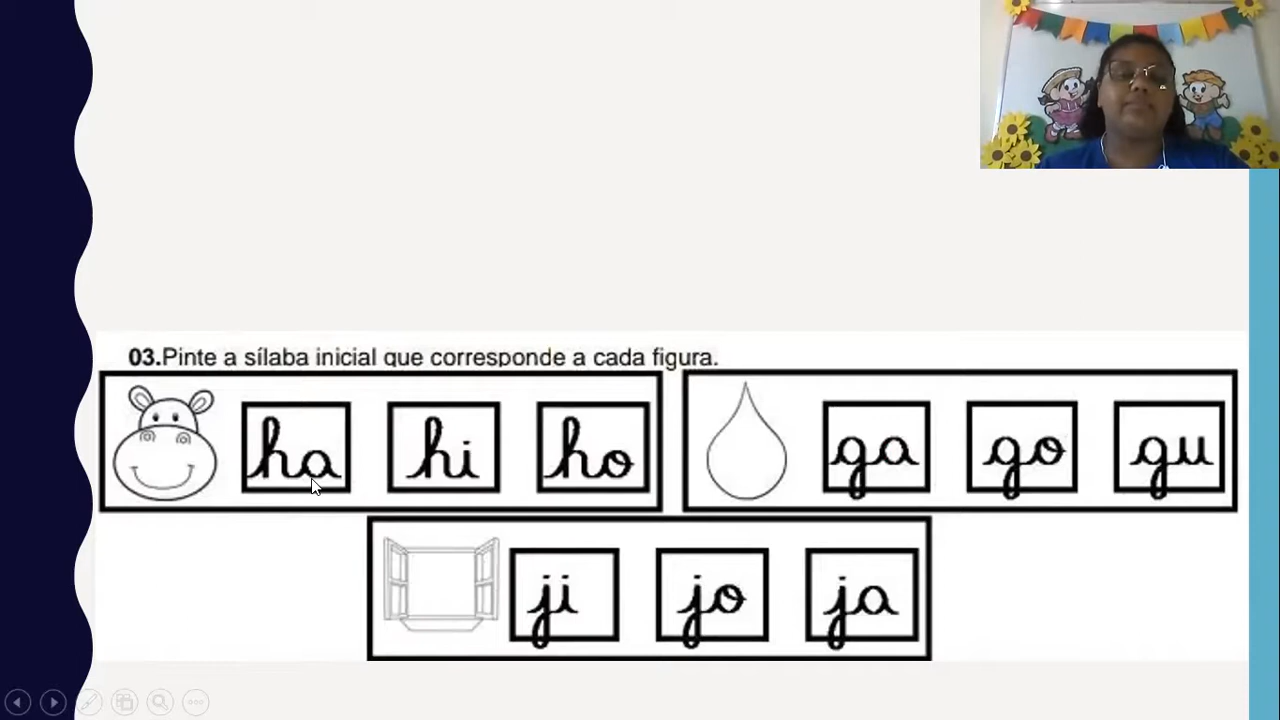 03.Pinte a sílaba inicial que corresponde a cada figura.
ha hi ho
ga go gu
ji jo ja